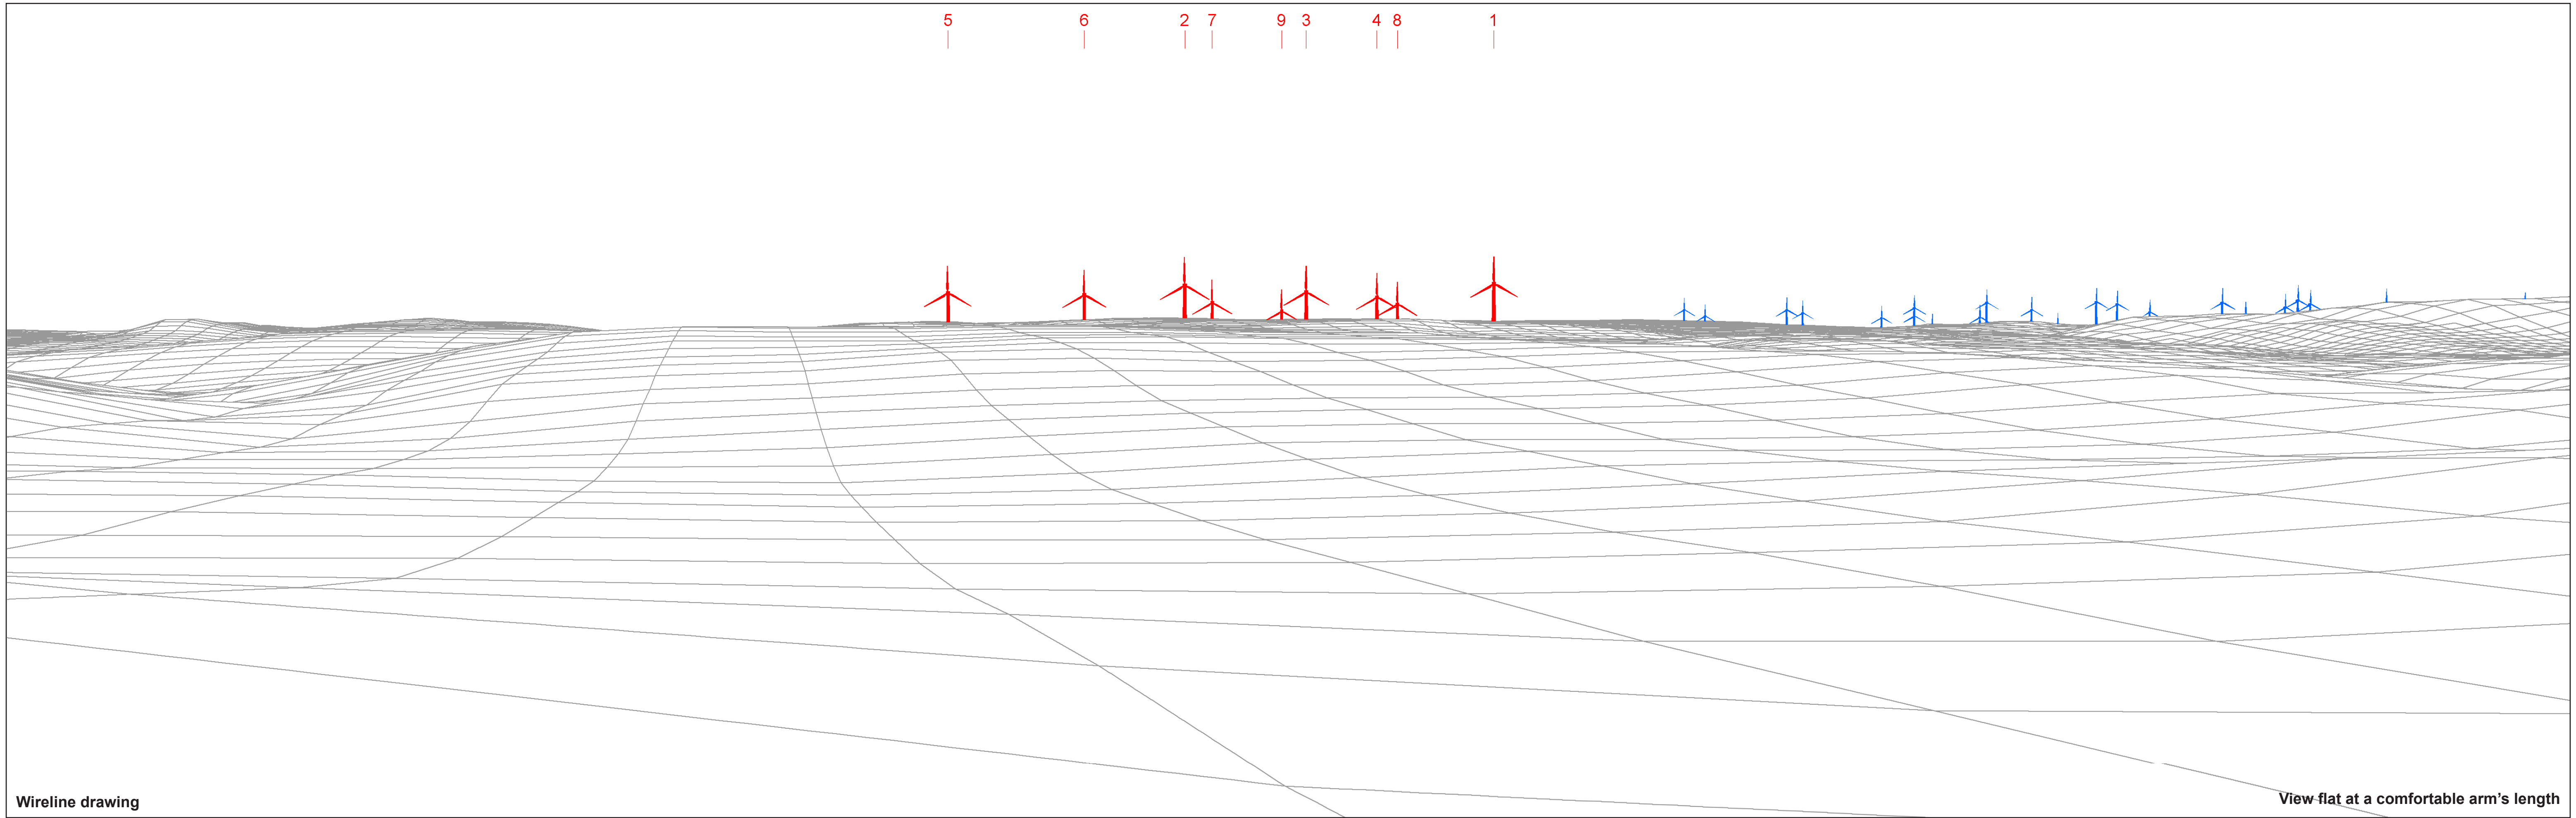 5 6 2 7 9 3 4 8 1
Wireline drawing
View flat at a comfortable arm's length